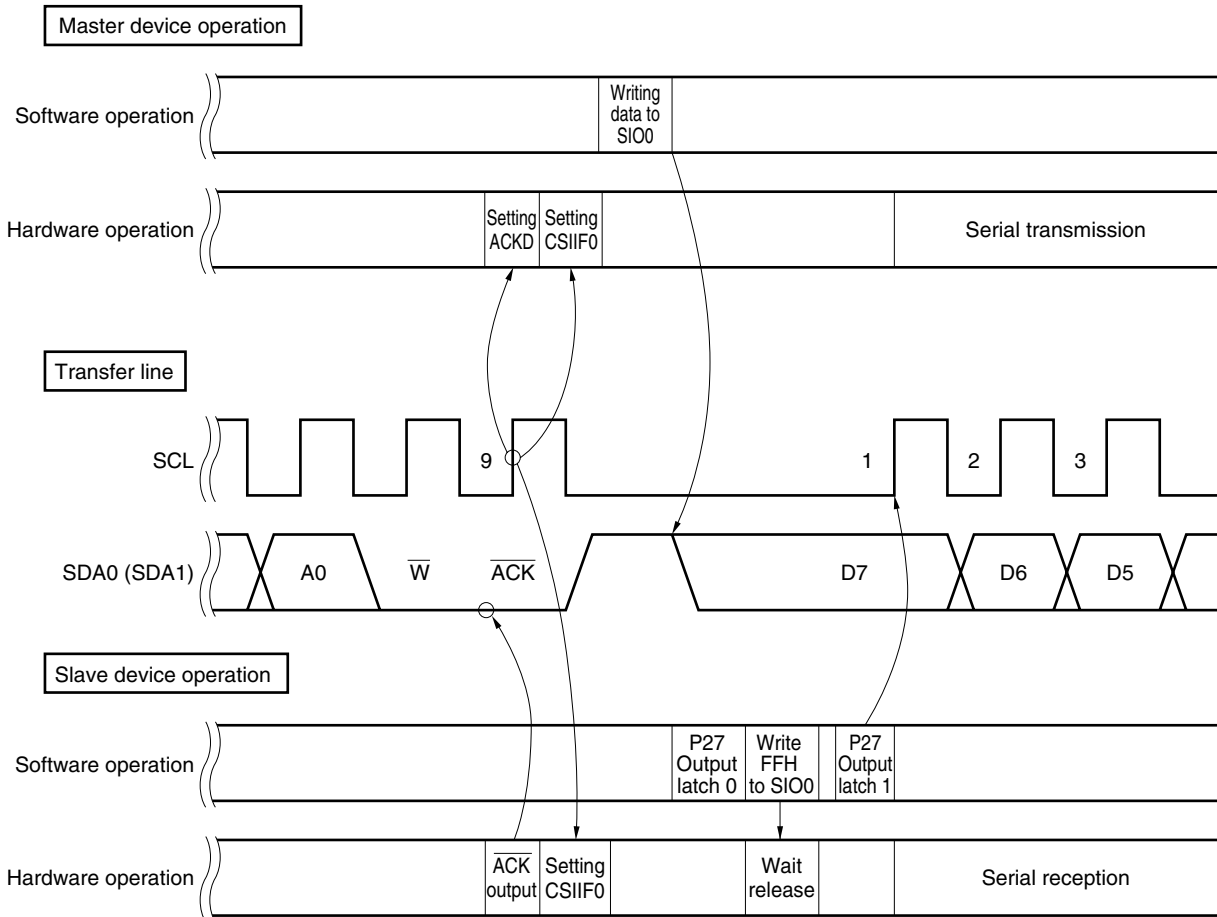 Master device operation
Software operation
Writing
data to
SIO0
Hardware operation
Setting
ACKD
Setting
CSIIF0
Serial transmission
Transfer line
SCL
9
1
2
3
SDA0 (SDA1)
A0
W̅
A̅C̅K̅
D7
D6
D5
Slave device operation
Software operation
P27
Output
latch 0
Write
FFH
to SIO0
P27
Output
latch 1
Hardware operation
A̅C̅K̅
output
Setting
CSIIF0
Wait
release
Serial reception